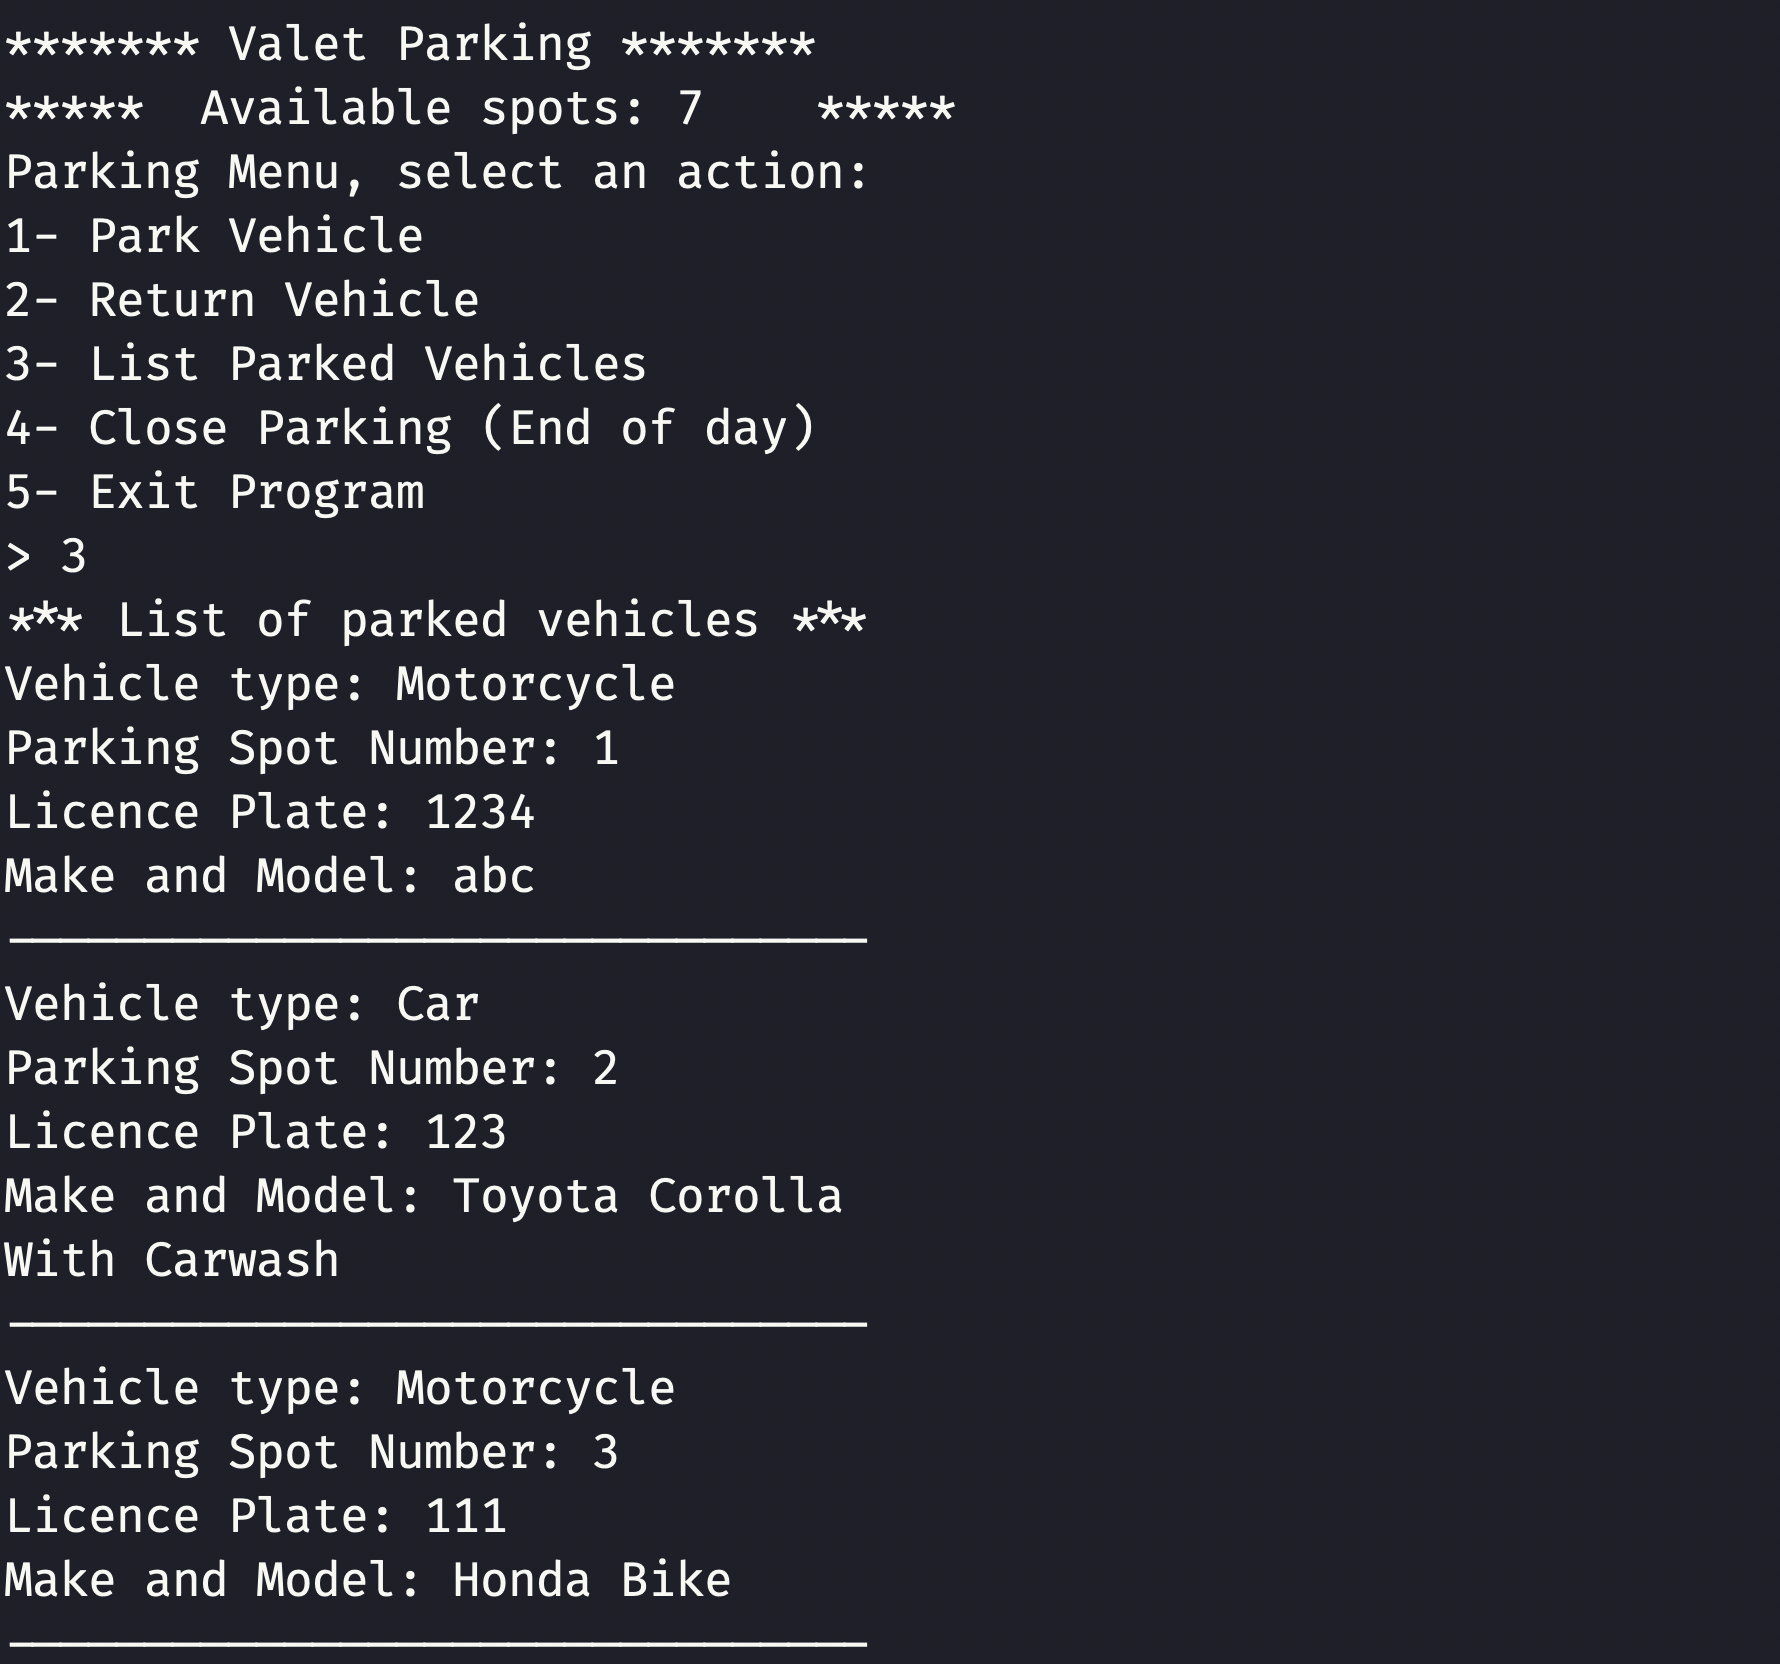 ******* Valet Parking *******
*****  Available spots: 7    *****
Parking Menu, select an action:
1- Park Vehicle
2- Return Vehicle
3- List Parked Vehicles
4- Close Parking (End of day)
5- Exit Program
> 3
*** List of parked vehicles ***
Vehicle type: Motorcycle
Parking Spot Number: 1
Licence Plate: 1234
Make and Model: abc
-------------------------------
Vehicle type: Car
Parking Spot Number: 2
Licence Plate: 123
Make and Model: Toyota Corolla
With Carwash
-------------------------------
Vehicle type: Motorcycle
Parking Spot Number: 3
Licence Plate: 111
Make and Model: Honda Bike
-------------------------------